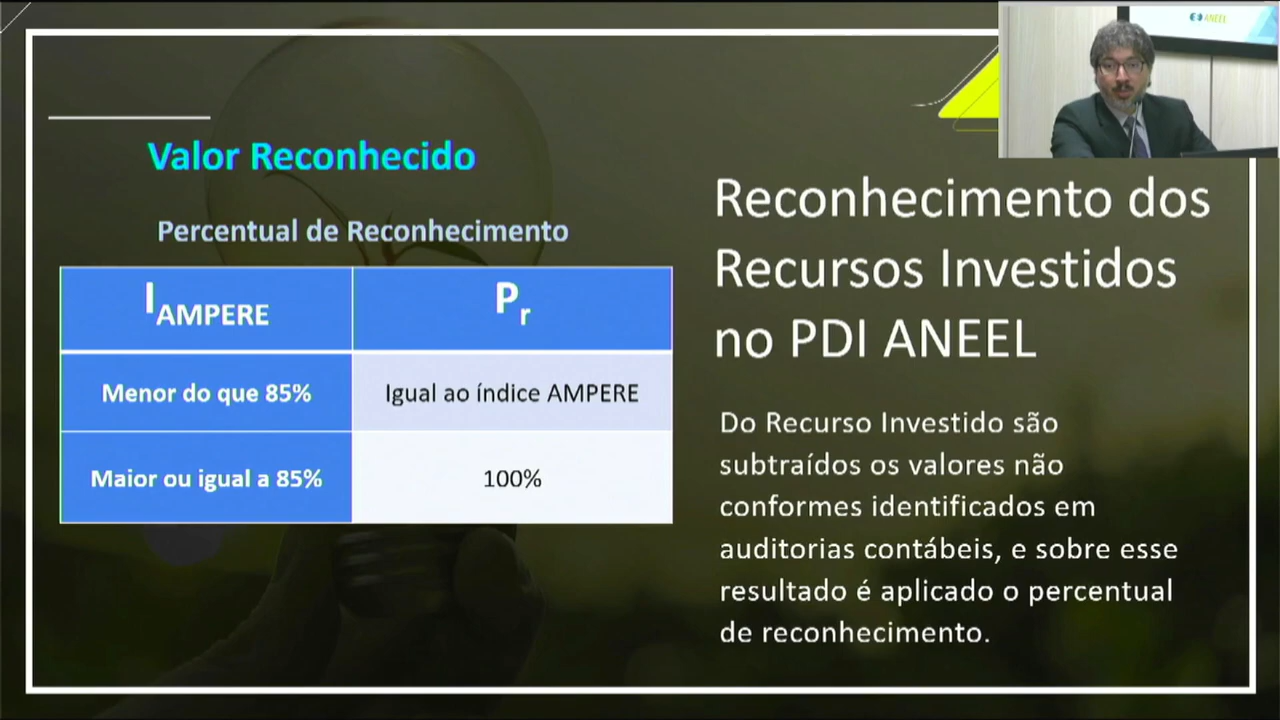 ANEEL
Valor Reconhecido
Percentual de Reconhecimento
I AMPERE
Pr
Menor do que 85%
Igual ao índice AMPERE
Maior ou igual a 85%
100%
Reconhecimento dos
Recursos Investidos
no PDI ANEEL
Do Recurso Investido são
subtraídos os valores não
conformes identificados em
auditorias contábeis, e sobre esse
resultado é aplicado o percentual
de reconhecimento.